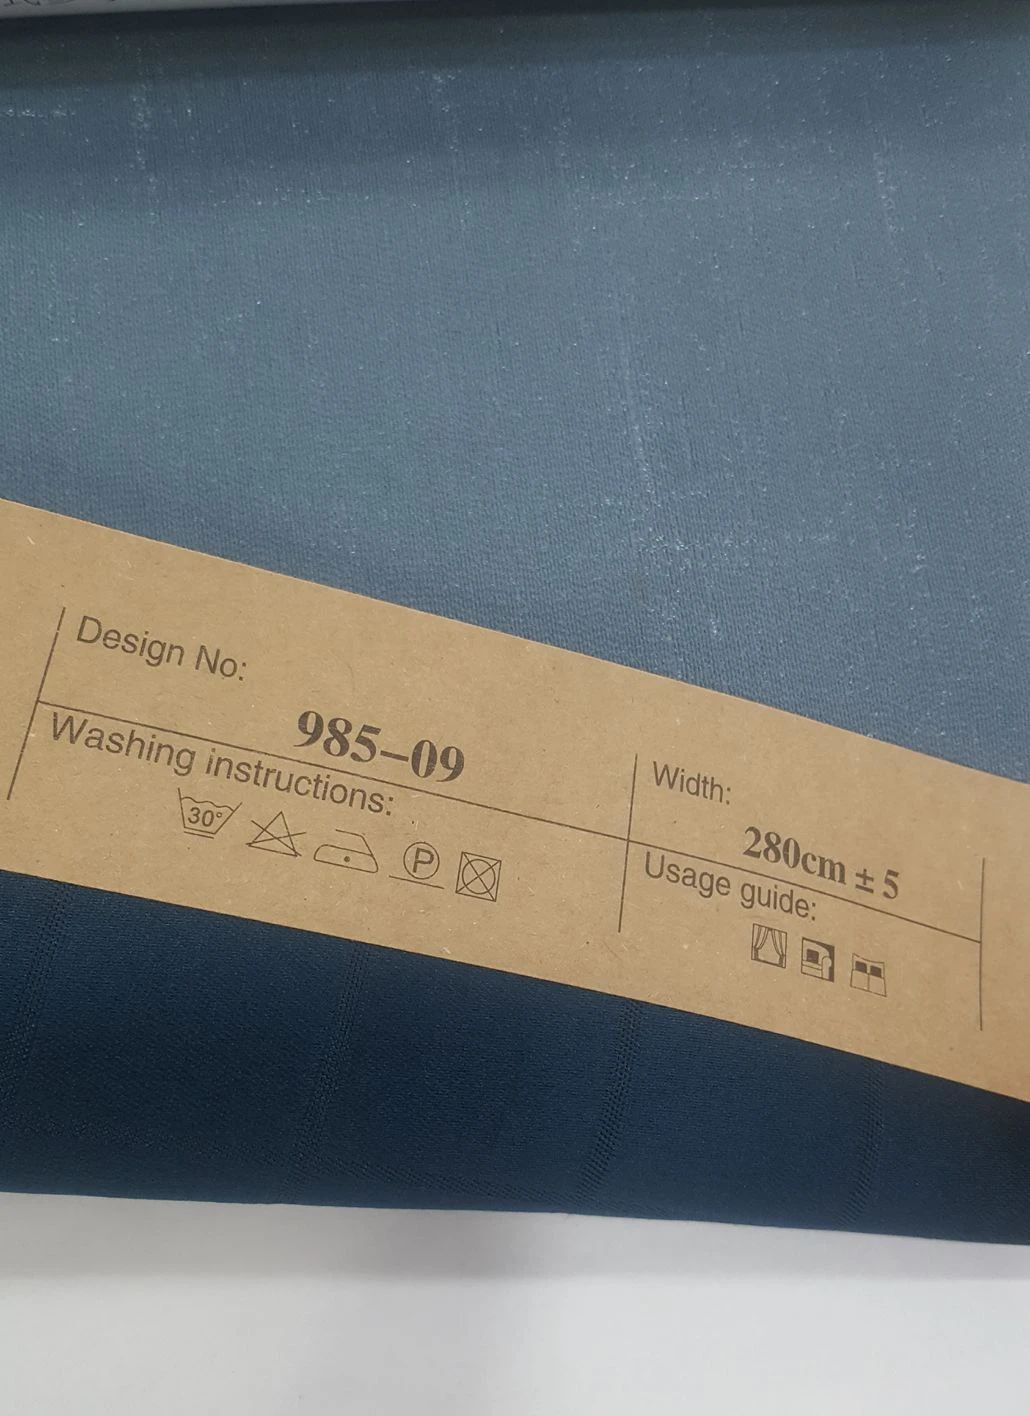 Design No:
985-09
Washing instructions:
30°
P
Width:
280cm ± 5
Usage guide: